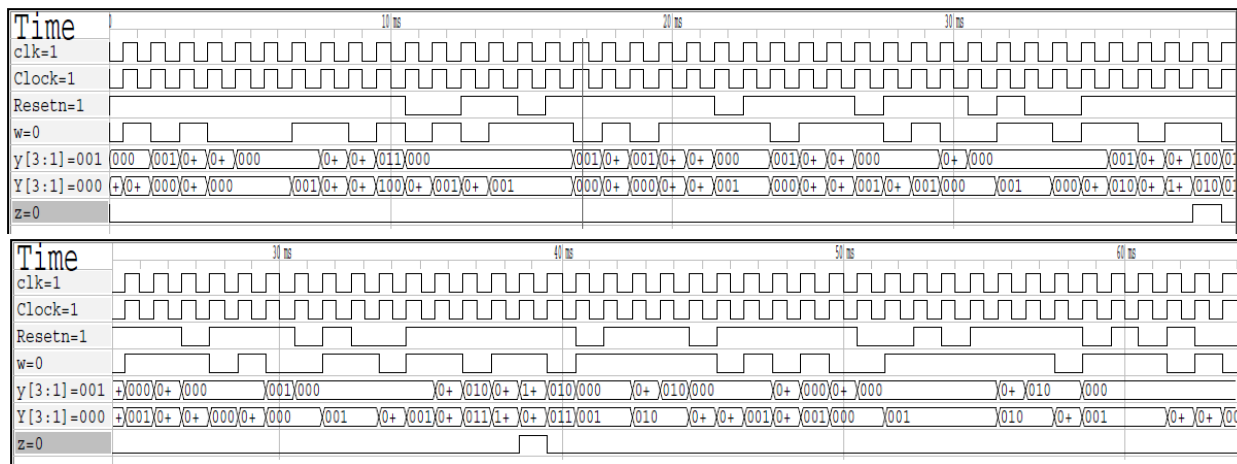 Time 0 10 ms 20 ms 30 ms
clk=1
Clock=1
Resetn=1
w=0
y[3:1]=001 000 001 0+ 0+ 000 0+ 0+ 011 000 001 0+ 001 0+ 0+ 000 001 0+ 0+ 000 0+ 000 001 0+ 0+ 100 01
Y[3:1]=000 + 0+ 000 0+ 000 001 0+ 0+ 100 0+ 001 0+ 001 000 0+ 000 0+ 0+ 001 000 0+ 0+ 001 0+ 001 000 001 000 0+ 010 0+ 1+ 010 01
z=0
Time 30 ms 40 ms 50 ms 60 ms
clk=1
Clock=1
Resetn=1
w=0
y[3:1]=001 + 000 0+ 000 001 000 0+ 010 0+ 1+ 010 000 0+ 010 000 0+ 000 0+ 000 0+ 010 000
Y[3:1]=000 + 001 0+ 0+ 000 0+ 000 001 0+ 001 0+ 011 1+ 0+ 011 001 010 0+ 0+ 001 0+ 001 000 001 010 0+ 001 0+ 0+ 00
z=0